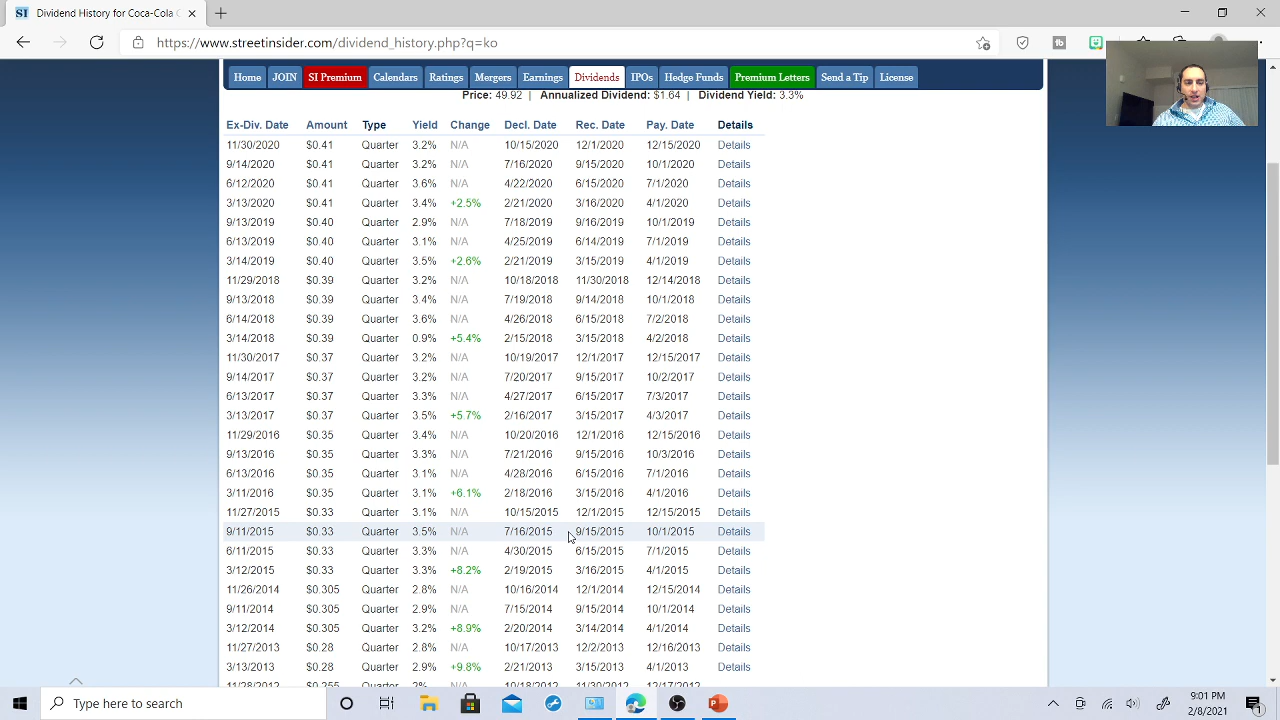 SI Dividend History for Coca-Cola
https://www.streetinsider.com/dividend_history.php?q=ko
Home JOIN SI Premium Calendars Ratings Mergers Earnings Dividends IPOs Hedge Funds Premium Letters Send a Tip License
Price: 49.92 | Annualized Dividend: $1.64 | Dividend Yield: 3.3%
Ex-Div. Date Amount Type Yield Change Decl. Date Rec. Date Pay. Date Details
11/30/2020 $0.41 Quarter 3.2% N/A 10/15/2020 12/1/2020 12/15/2020 Details
9/14/2020 $0.41 Quarter 3.2% N/A 7/16/2020 9/15/2020 10/1/2020 Details
6/12/2020 $0.41 Quarter 3.6% N/A 4/22/2020 6/15/2020 7/1/2020 Details
3/13/2020 $0.41 Quarter 3.4% +2.5% 2/21/2020 3/16/2020 4/1/2020 Details
9/13/2019 $0.40 Quarter 2.9% N/A 7/18/2019 9/16/2019 10/1/2019 Details
6/13/2019 $0.40 Quarter 3.1% N/A 4/25/2019 6/14/2019 7/1/2019 Details
3/14/2019 $0.40 Quarter 3.5% +2.6% 2/21/2019 3/15/2019 4/1/2019 Details
11/29/2018 $0.39 Quarter 3.2% N/A 10/18/2018 11/30/2018 12/14/2018 Details
9/13/2018 $0.39 Quarter 3.4% N/A 7/19/2018 9/14/2018 10/1/2018 Details
6/14/2018 $0.39 Quarter 3.6% N/A 4/26/2018 6/15/2018 7/2/2018 Details
3/14/2018 $0.39 Quarter 0.9% +5.4% 2/15/2018 3/15/2018 4/2/2018 Details
11/30/2017 $0.37 Quarter 3.2% N/A 10/19/2017 12/1/2017 12/15/2017 Details
9/14/2017 $0.37 Quarter 3.2% N/A 7/20/2017 9/15/2017 10/2/2017 Details
6/13/2017 $0.37 Quarter 3.3% N/A 4/27/2017 6/15/2017 7/3/2017 Details
3/13/2017 $0.37 Quarter 3.5% +5.7% 2/16/2017 3/15/2017 4/3/2017 Details
11/29/2016 $0.35 Quarter 3.4% N/A 10/20/2016 12/1/2016 12/15/2016 Details
9/13/2016 $0.35 Quarter 3.3% N/A 7/21/2016 9/15/2016 10/3/2016 Details
6/13/2016 $0.35 Quarter 3.1% N/A 4/28/2016 6/15/2016 7/1/2016 Details
3/11/2016 $0.35 Quarter 3.1% +6.1% 2/18/2016 3/15/2016 4/1/2016 Details
11/27/2015 $0.33 Quarter 3.1% N/A 10/15/2015 12/1/2015 12/15/2015 Details
9/11/2015 $0.33 Quarter 3.5% N/A 7/16/2015 9/15/2015 10/1/2015 Details
6/11/2015 $0.33 Quarter 3.3% N/A 4/30/2015 6/15/2015 7/1/2015 Details
3/12/2015 $0.33 Quarter 3.3% +8.2% 2/19/2015 3/16/2015 4/1/2015 Details
11/26/2014 $0.305 Quarter 2.8% N/A 10/16/2014 12/1/2014 12/15/2014 Details
9/11/2014 $0.305 Quarter 2.9% N/A 7/15/2014 9/15/2014 10/1/2014 Details
3/12/2014 $0.305 Quarter 3.2% +8.9% 2/20/2014 3/14/2014 4/1/2014 Details
11/27/2013 $0.28 Quarter 2.8% N/A 10/17/2013 12/2/2013 12/16/2013 Details
3/13/2013 $0.28 Quarter 2.9% +9.8% 2/21/2013 3/15/2013 4/1/2013 Details
11/28/2012 $0.255 Quarter 2% N/A 10/18/2012 11/30/2012 12/17/2012
Type here to search
9:01 PM
2/8/2021